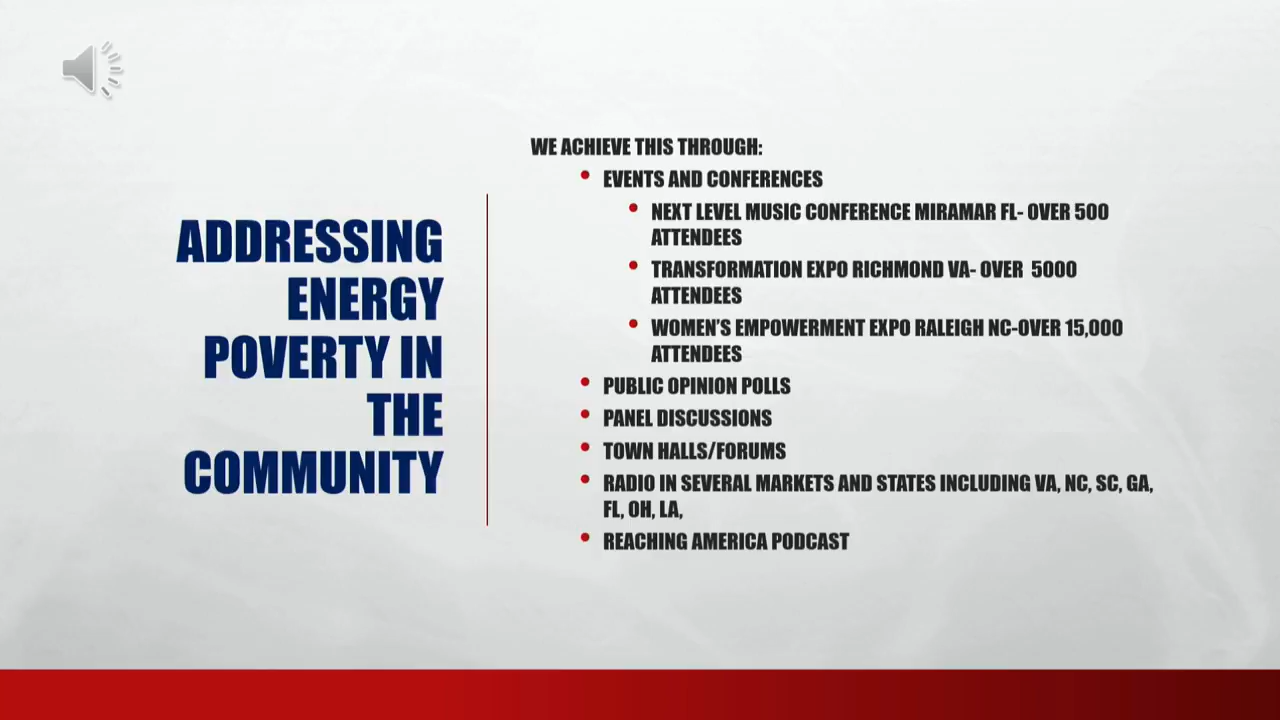 ADDRESSING
ENERGY
POVERTY IN
THE
COMMUNITY
WE ACHIEVE THIS THROUGH:
• EVENTS AND CONFERENCES
• NEXT LEVEL MUSIC CONFERENCE MIRAMAR FL- OVER 500
ATTENDEES
• TRANSFORMATION EXPO RICHMOND VA- OVER  5000
ATTENDEES
• WOMEN'S EMPOWERMENT EXPO RALEIGH NC-OVER 15,000
ATTENDEES
• PUBLIC OPINION POLLS
• PANEL DISCUSSIONS
• TOWN HALLS/FORUMS
• RADIO IN SEVERAL MARKETS AND STATES INCLUDING VA, NC, SC, GA,
FL, OH, LA,
• REACHING AMERICA PODCAST